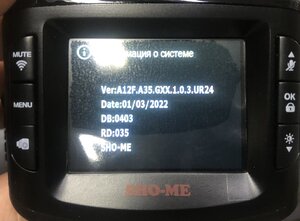 MUTE
MENU
мация о системе
Ver:A12F.A35.GXX.1.0.3.UR24
Date:01/03/2022
DB:0403
RD:035
SHO-ME
OK
SHO-ME